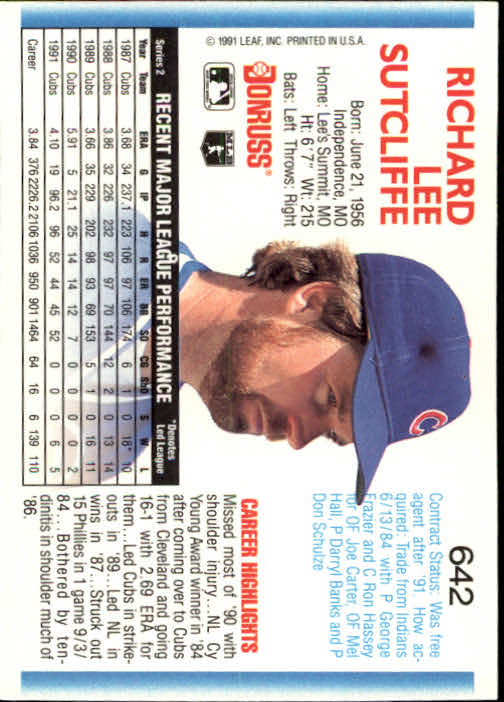 642
RICHARD
LEE
SUTCLIFFE
Born: June 21, 1956
Independence, MO
Home: Lee's Summit, MO
Ht: 6'7" Wt: 215
Bats: Left Throws: Right
DONRUSS®
MLB
© 1991 LEAF, INC. PRINTED IN U.S.A.
Contract Status: Was free
agent after '91. How ac-
quired: Trade from Indians
6/13/84 with P George
Frazier and C Ron Hassey
for OF Joe Carter, OF Mel
Hall, P Darryl Banks and P
Don Schulze
CAREER HIGHLIGHTS
Missed most of '90 with
shoulder injury...NL Cy
Young Award winner in '84
after coming over to Cubs
from Cleveland and going
16-1 with 2.69 ERA for
them...Led Cubs in strike-
outs in '89...Led NL in
wins in '87...Struck out
15 Phillies in 1 game 9/3/
84...Bothered by ten-
dinitis in shoulder much of
'86.
Series 2 RECENT MAJOR LEAGUE PERFORMANCE *Denotes Led League
Year Team ERA G IP H R ER BB SO CG Sho S W L
1987 Cubs 3.68 34 237.1 223 106 97 106 174 6 1 0 18* 10
1988 Cubs 3.86 32 226 232 97 97 70 144 12 2 0 13 14
1989 Cubs 3.66 35 229 202 98 93 69 153 5 1 0 16 11
1990 Cubs 5.91 5 21.1 25 14 14 12 7 0 0 0 0 2
1991 Cubs 4.10 19 96.2 96 52 44 45 52 0 0 0 6 5
Career 3.84 376 2226.2 2106 1036 950 901 1464 64 16 6 139 110